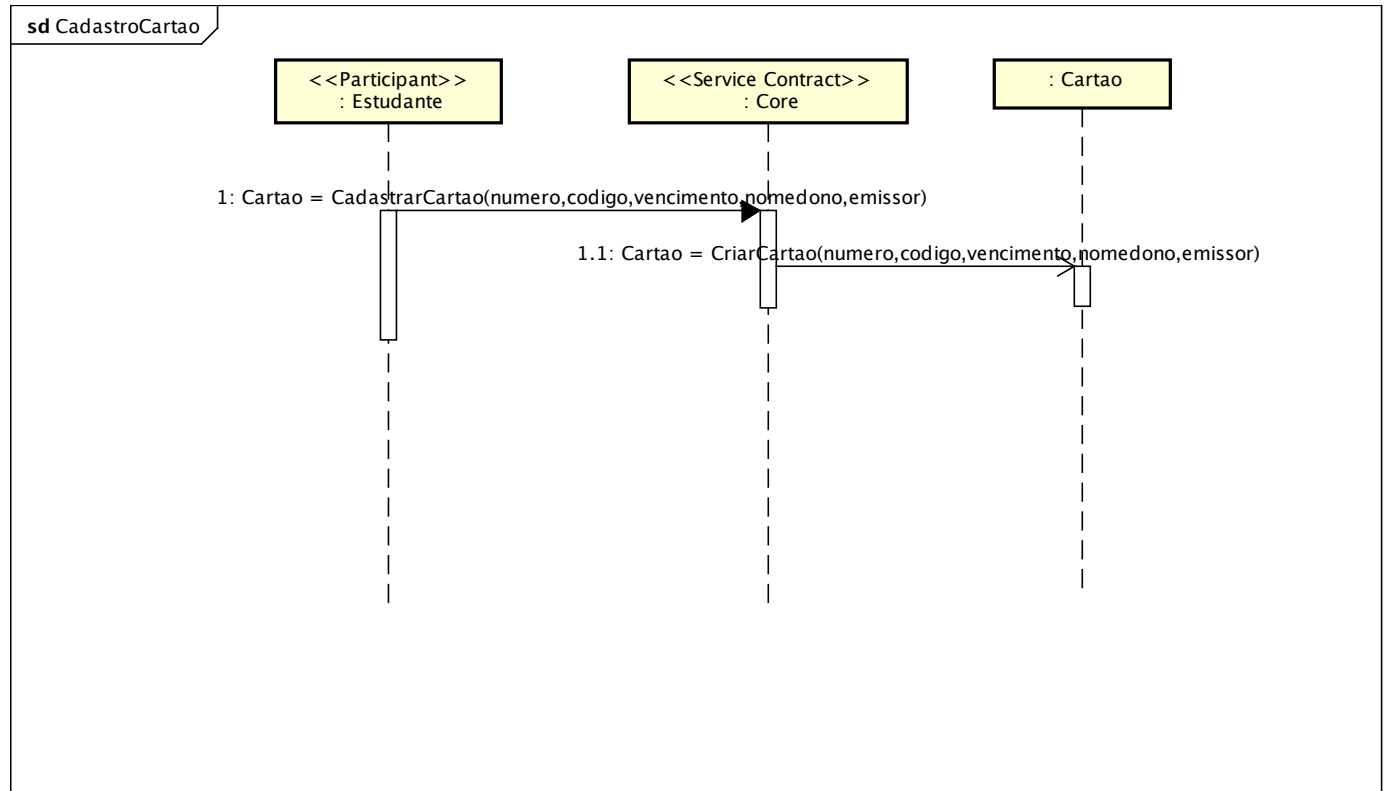 sd CadastroCartao
<<Participant>>
: Estudante
<<Service Contract>>
: Core
: Cartao
1: Cartao = CadastrarCartao(numero,codigo,vencimento,nomedono,emissor)
1.1: Cartao = CriarCartao(numero,codigo,vencimento,nomedono,emissor)